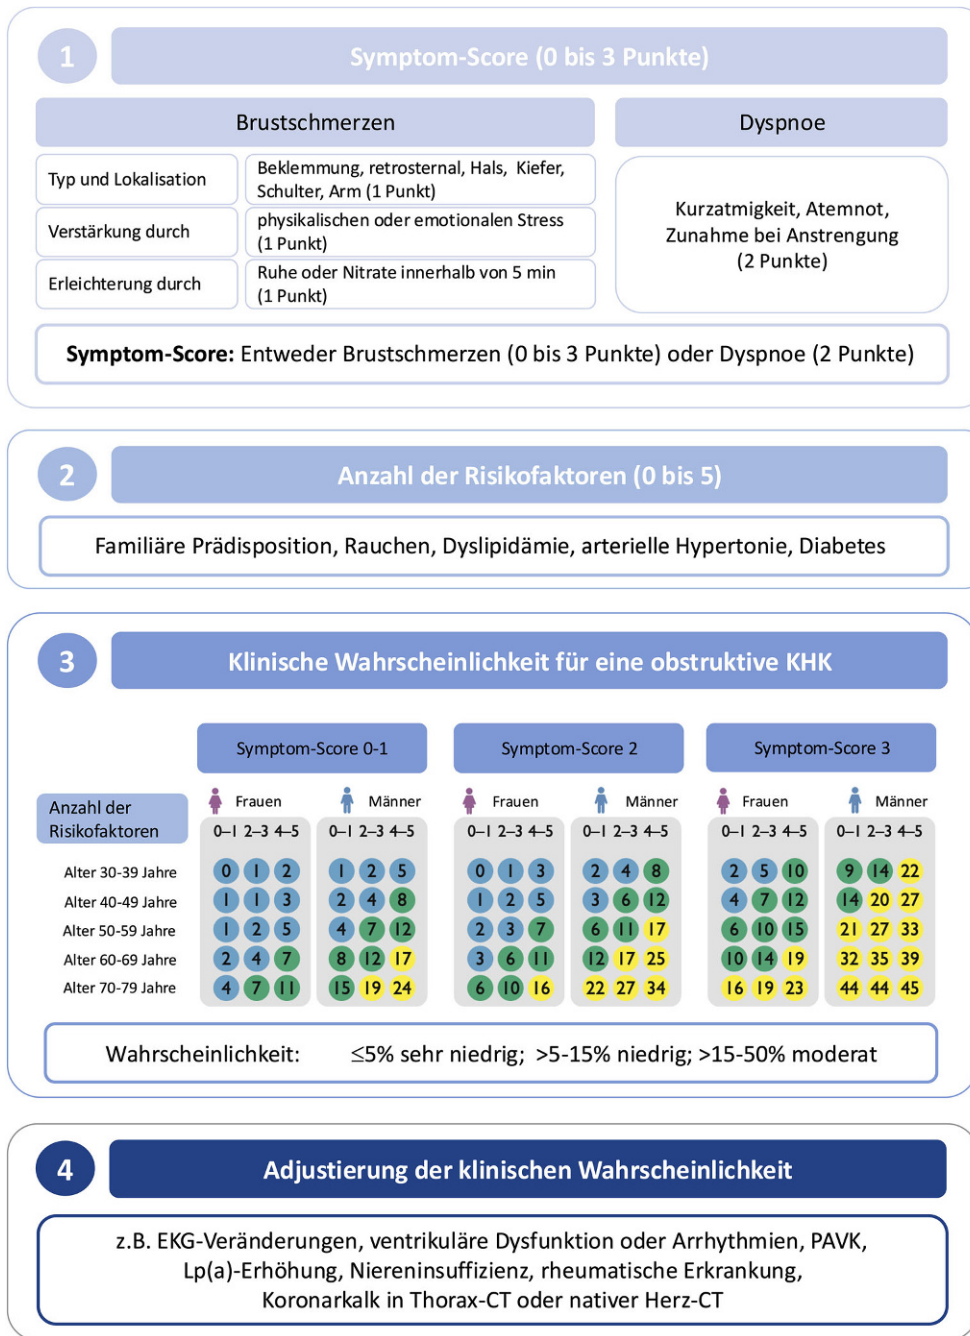 1
Symptom-Score (0 bis 3 Punkte)
Brustschmerzen
Dyspnoe
Typ und Lokalisation
Beklemmung, retrosternal, Hals, Kiefer,
Schulter, Arm (1 Punkt)
Verstärkung durch
physikalischen oder emotionalen Stress
(1 Punkt)
Erleichterung durch
Ruhe oder Nitrate innerhalb von 5 min
(1 Punkt)
Kurzatmigkeit, Atemnot,
Zunahme bei Anstrengung
(2 Punkte)
Symptom-Score: Entweder Brustschmerzen (0 bis 3 Punkte) oder Dyspnoe (2 Punkte)
2
Anzahl der Risikofaktoren (0 bis 5)
Familiäre Prädisposition, Rauchen, Dyslipidämie, arterielle Hypertonie, Diabetes
3
Klinische Wahrscheinlichkeit für eine obstruktive KHK
Symptom-Score 0-1 Symptom-Score 2 Symptom-Score 3
Frauen Männer Frauen Männer Frauen Männer
Anzahl der
Risikofaktoren
0–1 2–3 4–5 0–1 2–3 4–5 0–1 2–3 4–5 0–1 2–3 4–5 0–1 2–3 4–5 0–1 2–3 4–5
Alter 30-39 Jahre 0 1 2 1 2 5 0 1 3 2 4 8 2 5 10 9 14 22
Alter 40-49 Jahre 1 1 3 2 4 8 1 2 5 3 6 12 4 7 12 14 20 27
Alter 50-59 Jahre 1 2 5 4 7 12 2 3 7 6 11 17 6 10 15 21 27 33
Alter 60-69 Jahre 2 4 7 8 12 17 3 6 11 12 17 25 10 14 19 32 35 39
Alter 70-79 Jahre 4 7 11 15 19 24 6 10 16 22 27 34 16 19 23 44 44 45
Wahrscheinlichkeit: ≤5% sehr niedrig; >5-15% niedrig; >15-50% moderat
4
Adjustierung der klinischen Wahrscheinlichkeit
z.B. EKG-Veränderungen, ventrikuläre Dysfunktion oder Arrhythmien, PAVK,
Lp(a)-Erhöhung, Niereninsuffizienz, rheumatische Erkrankung,
Koronarkalk in Thorax-CT oder nativer Herz-CT